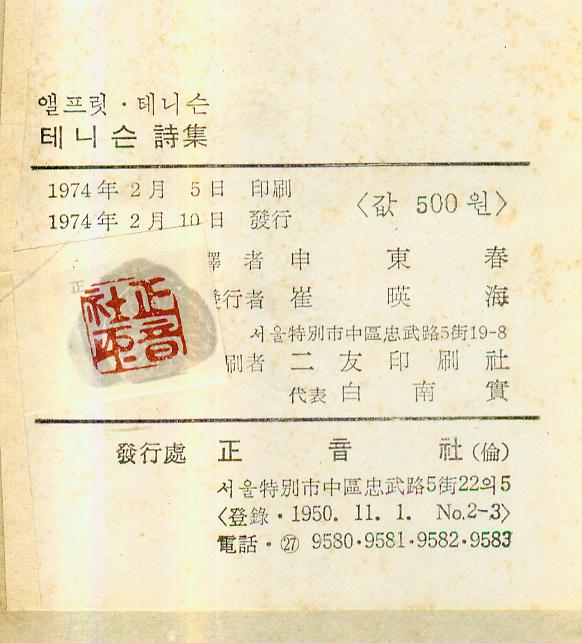 앨프릿 · 테니슨
테니슨 詩集
1974年 2月 5日 印刷
1974年 2月 10日 發行
〈값 500원〉
譯者 申東春
發行者 崔暎海
서울特別市中區忠武路5街19-8
刷者 二友印刷社
代表 白南實
正音社
發行處 正音社 (倫)
서울特別市中區忠武路5街22의5
〈登錄 · 1950. 11. 1. No.2-3〉
電話 · ㉗ 9580·9581·9582·9583